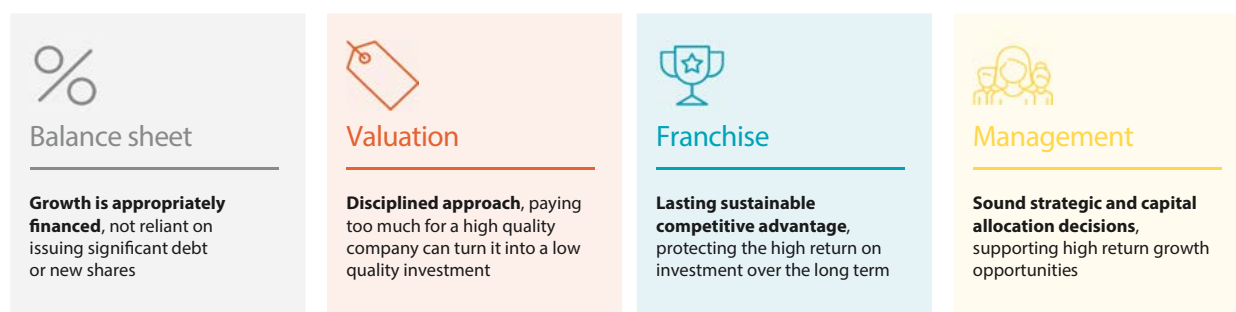 Balance sheet
Growth is appropriately
financed, not reliant on
issuing significant debt
or new shares
Valuation
Disciplined approach, paying
too much for a high quality
company can turn it into a low
quality investment
Franchise
Lasting sustainable
competitive advantage,
protecting the high return on
investment over the long term
Management
Sound strategic and capital
allocation decisions,
supporting high return growth
opportunities